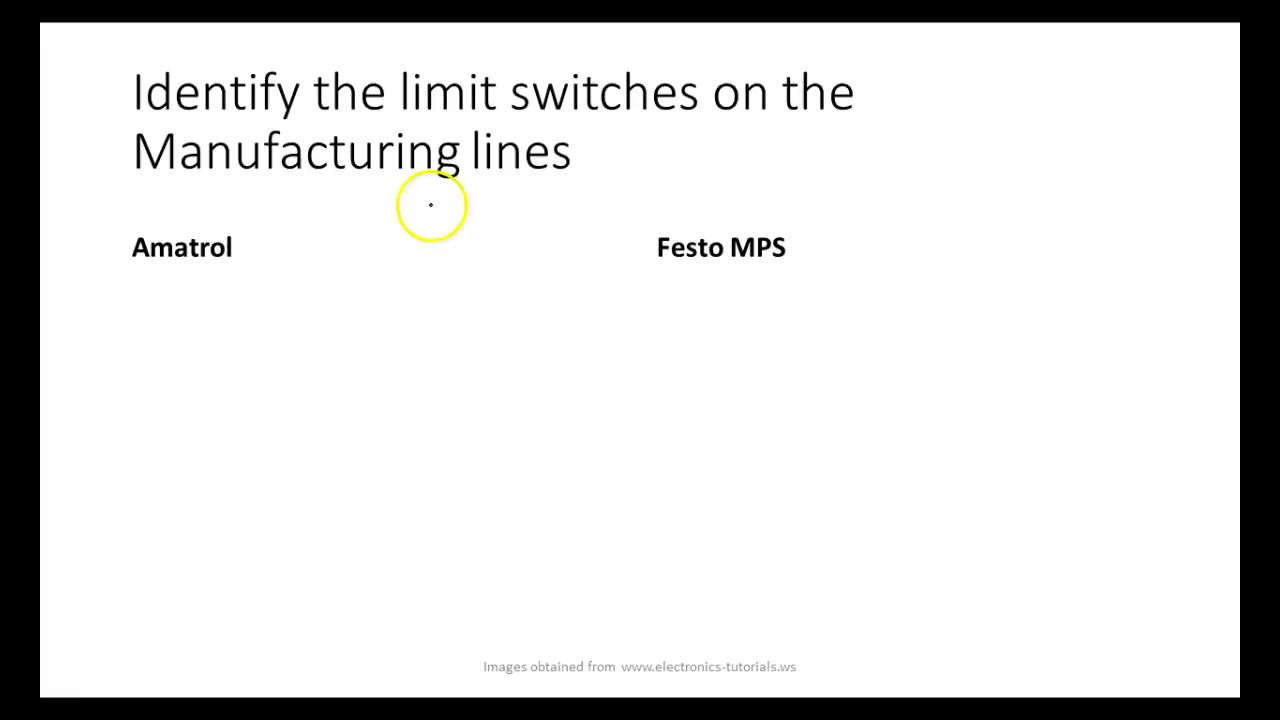 Identify the limit switches on the
Manufacturing lines
Amatrol
Festo MPS
Images obtained from www.electronics-tutorials.ws